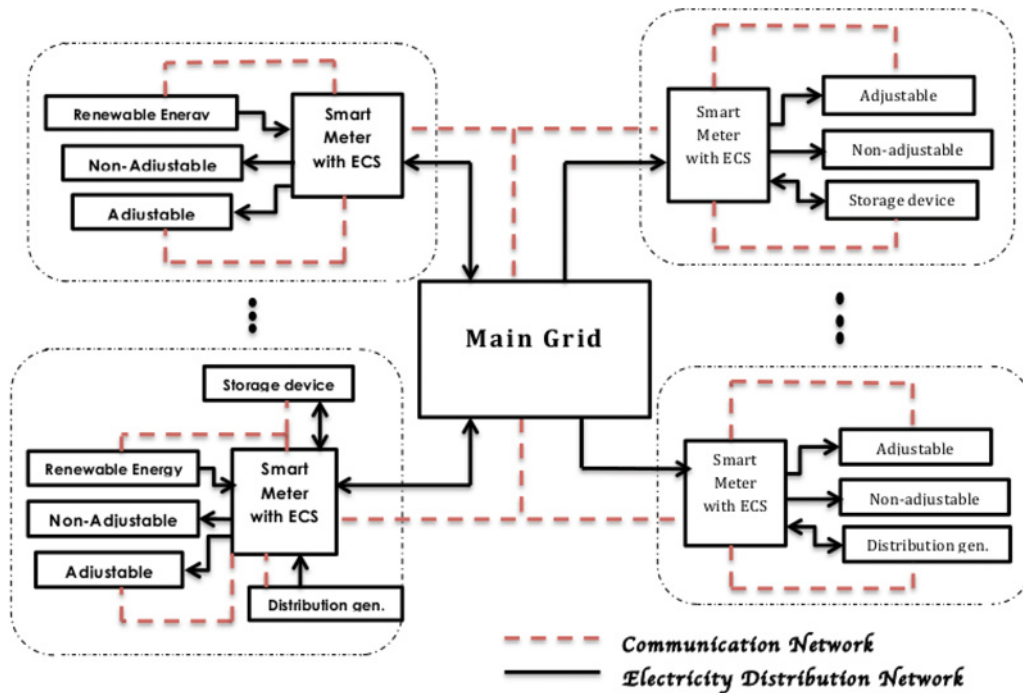 Renewable Enerav
Non-Adiustable
Adiustable
Smart
Meter
with ECS
Smart
Meter
with ECS
Adjustable
Non-adjustable
Storage device
Main Grid
Storage device
Renewable Energy
Non-Adjustable
Adiustable
Smart
Meter
with ECS
Distribution gen.
Smart
Meter
with ECS
Adjustable
Non-adjustable
Distribution gen.
Communication Network
Electricity Distribution Network